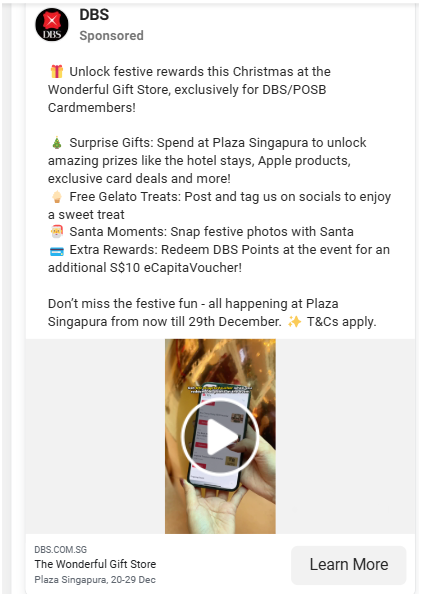 DBS
DBS
Sponsored
🎁 Unlock festive rewards this Christmas at the
Wonderful Gift Store, exclusively for DBS/POSB
Cardmembers!
🎄 Surprise Gifts: Spend at Plaza Singapura to unlock
amazing prizes like the hotel stays, Apple products,
exclusive card deals and more!
🍦 Free Gelato Treats: Post and tag us on socials to enjoy
a sweet treat
🎅 Santa Moments: Snap festive photos with Santa
💳 Extra Rewards: Redeem DBS Points at the event for an
additional S$10 eCapitaVoucher!
Don’t miss the festive fun - all happening at Plaza
Singapura from now till 29th December. ✨ T&Cs apply.
DBS.COM.SG
The Wonderful Gift Store
Plaza Singapura, 20-29 Dec
Learn More